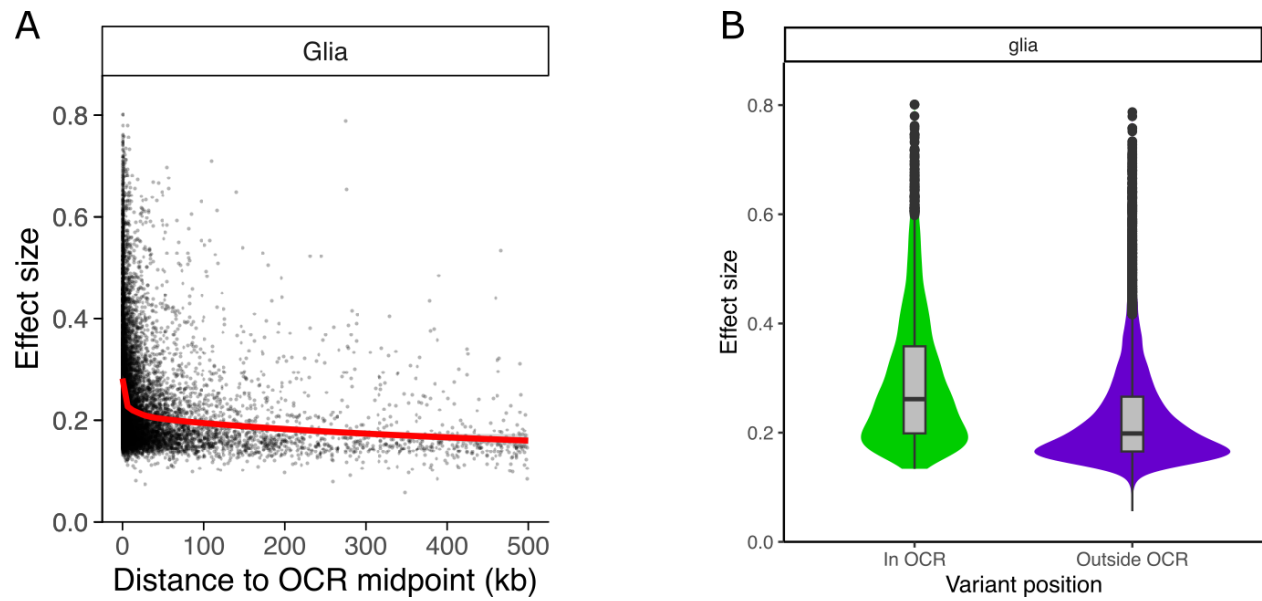 A
Glia
Effect size
0.8
0.6
0.4
0.2
0.0
0 100 200 300 400 500
Distance to OCR midpoint (kb)
B
glia
Effect size
0.8
0.6
0.4
0.2
0.0
In OCR Outside OCR
Variant position